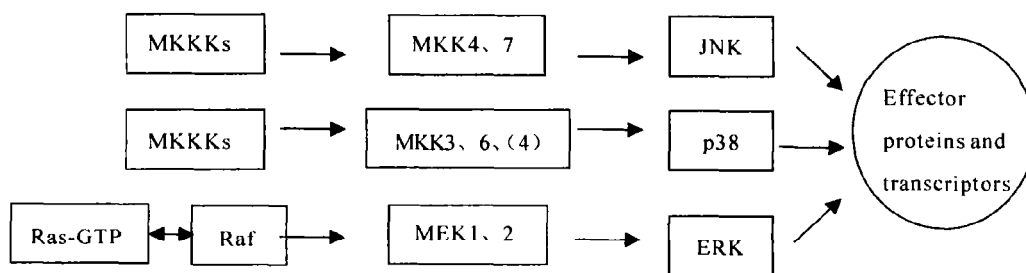 MKKKs
MKK4、7
JNK
MKKKs
MKK3、6、(4)
p38
Ras-GTP
Raf
MEK1、2
ERK
Effector
proteins and
transcriptors